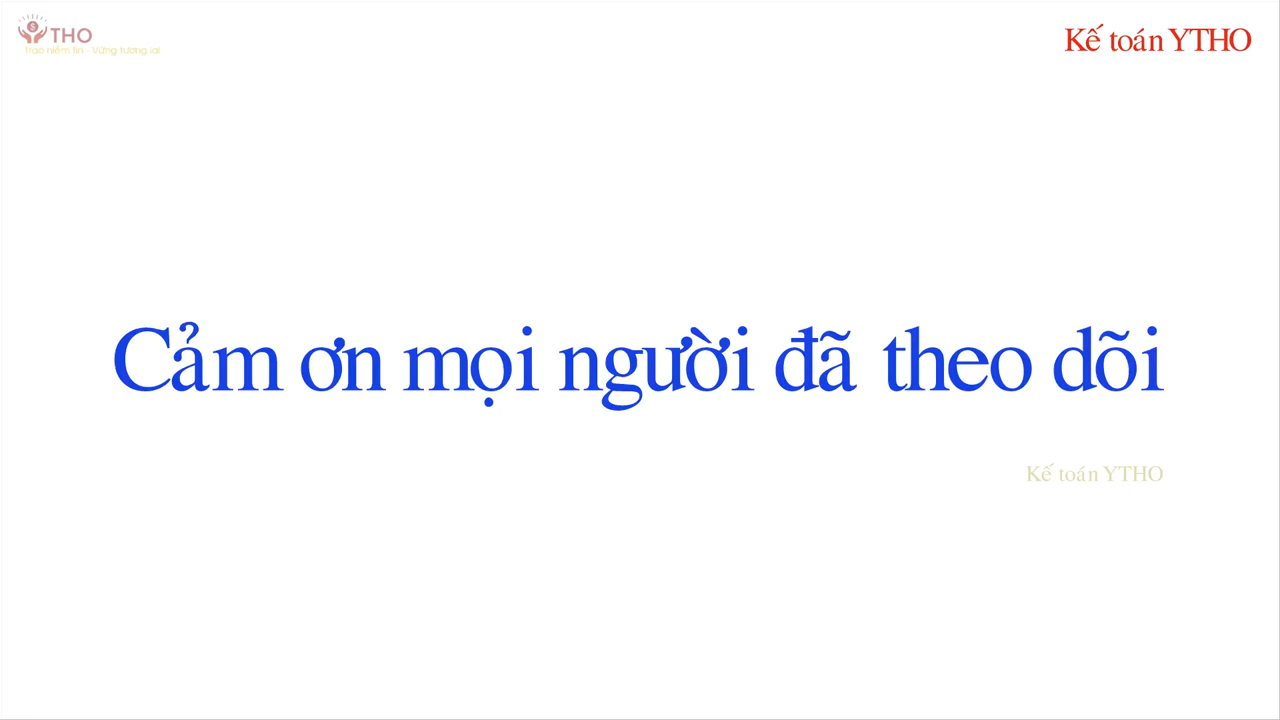 THO
Trao niềm tin - Vững tương lai
Kế toán YTHO
Cảm ơn mọi người đã theo dõi
Kế toán YTHO